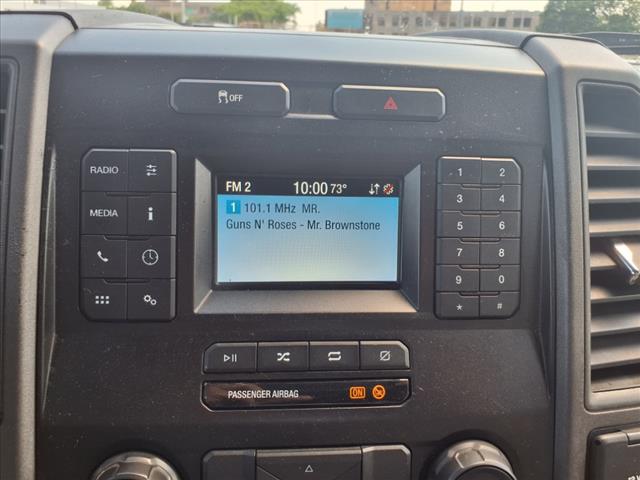 OFF
RADIO
MEDIA
FM 2 10:00 73°
1 101.1 MHz MR.
Guns N' Roses - Mr. Brownstone
1 2
3 4
5 6
7 8
9 0
* #
PASSENGER AIRBAG ON